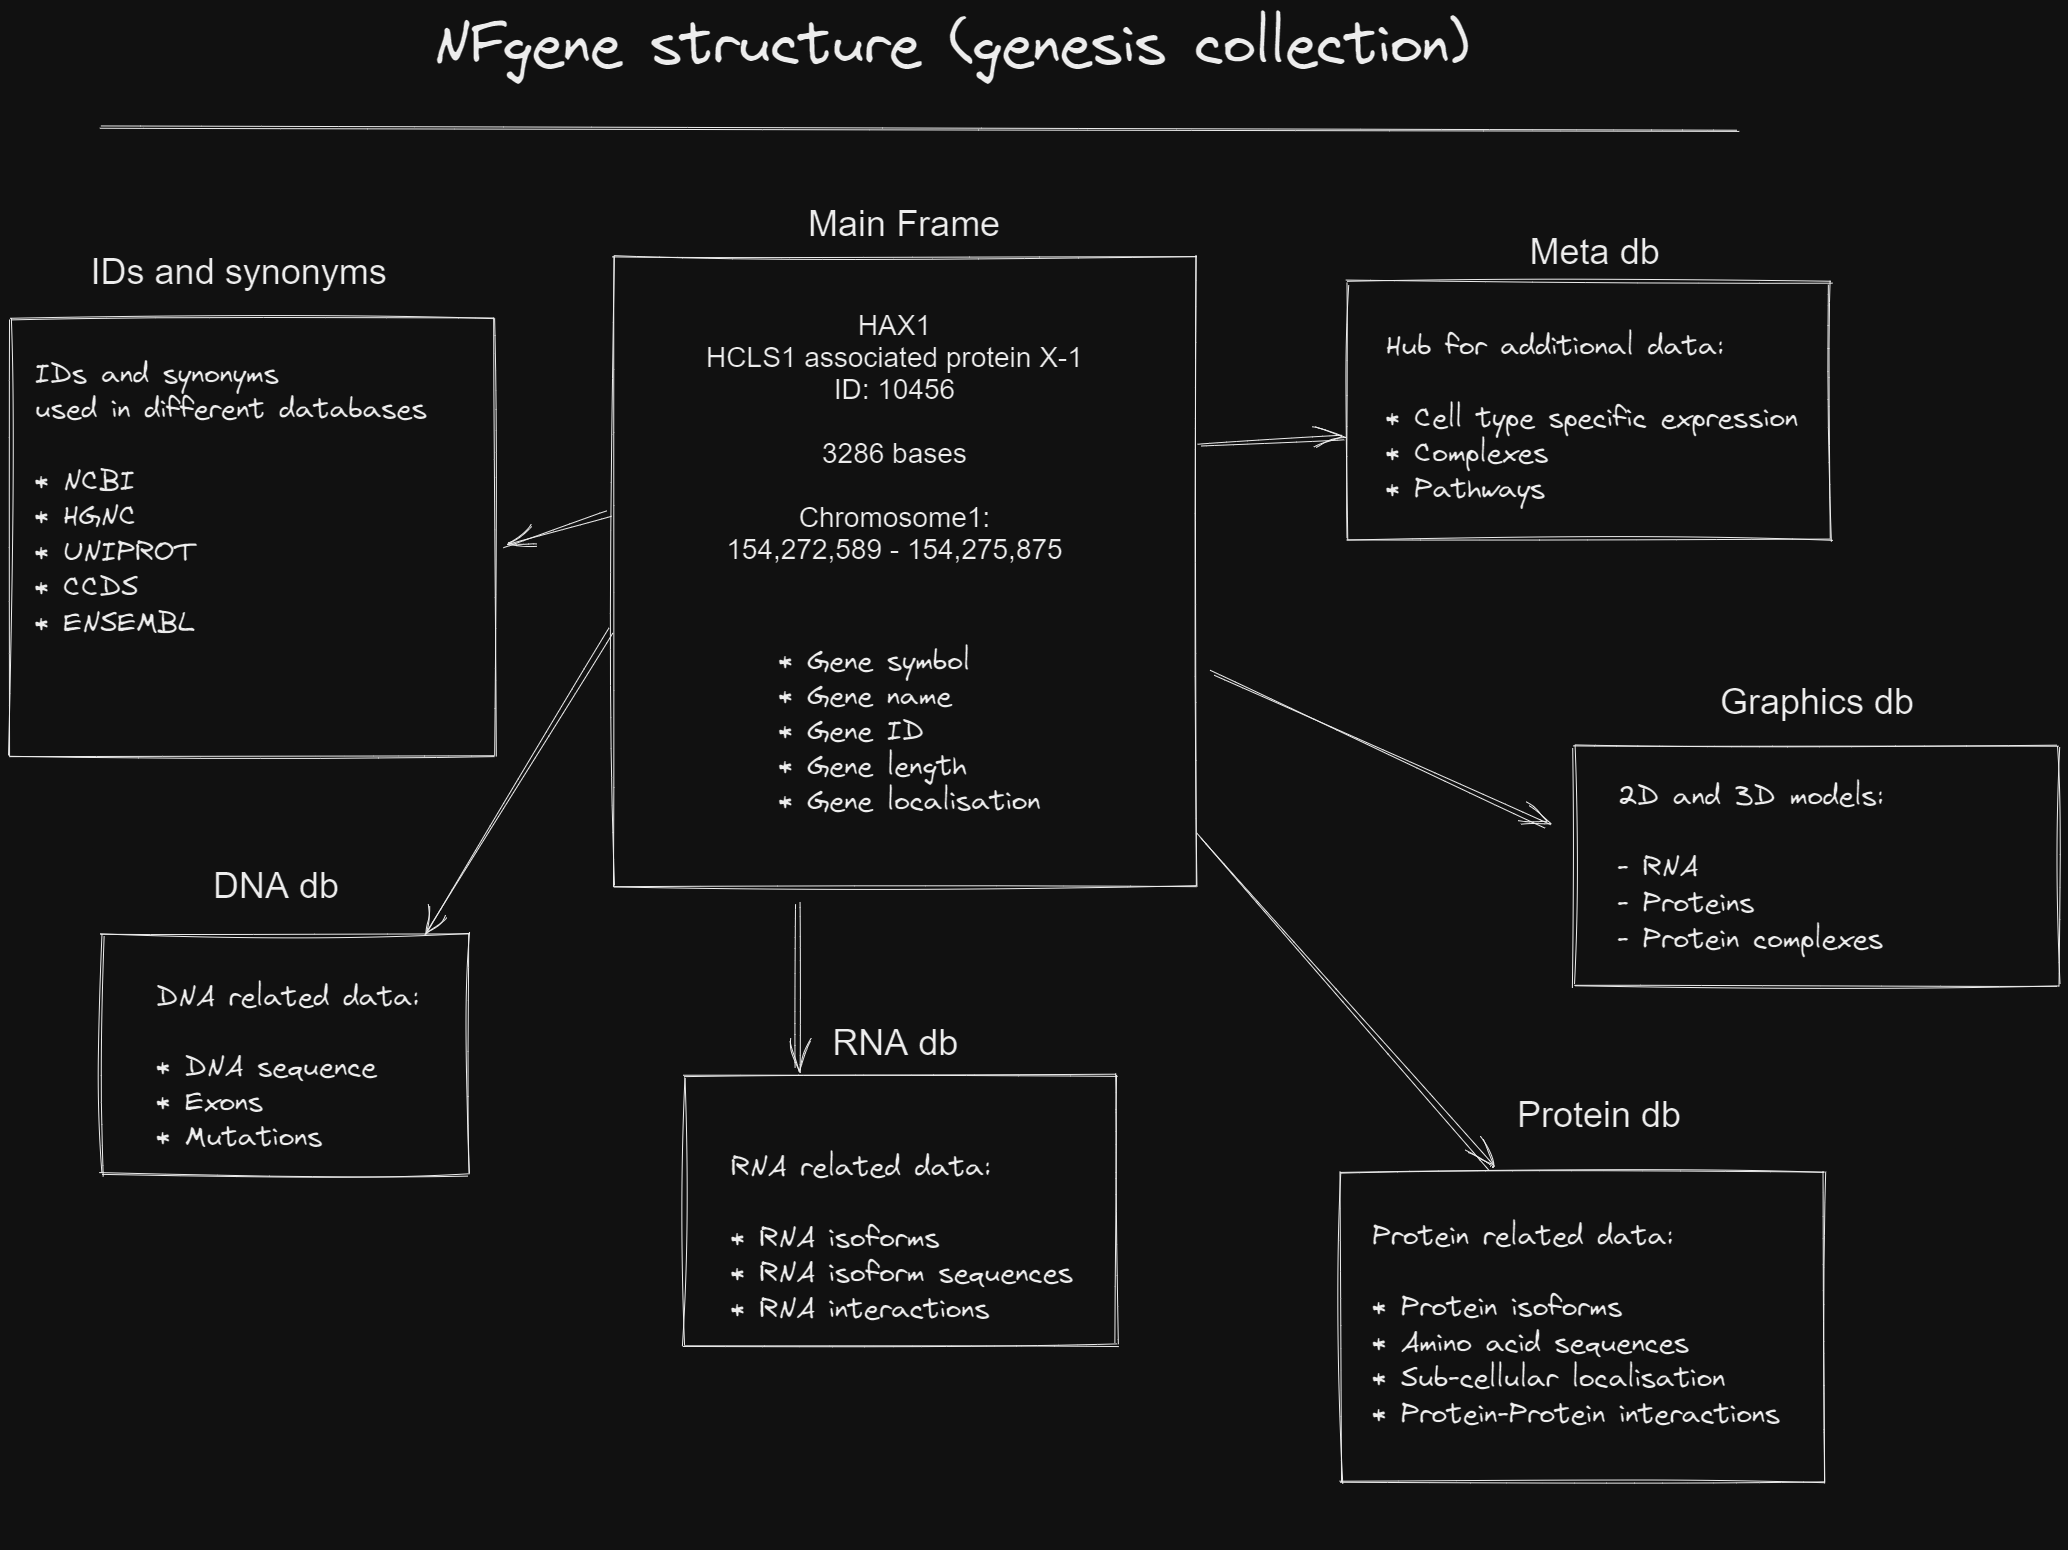 NFgene structure (genesis collection)
IDs and synonyms
IDs and synonyms
used in different databases
* NCBI
* HGNC
* UNIPROT
* CCDS
* ENSEMBL
Main Frame
HAX1
HCLS1 associated protein X-1
ID: 10456
3286 bases
Chromosome1:
154,272,589 - 154,275,875
* Gene symbol
* Gene name
* Gene ID
* Gene length
* Gene localisation
Meta db
Hub for additional data:
* Cell type specific expression
* Complexes
* Pathways
Graphics db
2D and 3D models:
- RNA
- Proteins
- Protein complexes
DNA db
DNA related data:
* DNA sequence
* Exons
* Mutations
RNA db
RNA related data:
* RNA isoforms
* RNA isoform sequences
* RNA interactions
Protein db
Protein related data:
* Protein isoforms
* Amino acid sequences
* Sub-cellular localisation
* Protein-Protein interactions